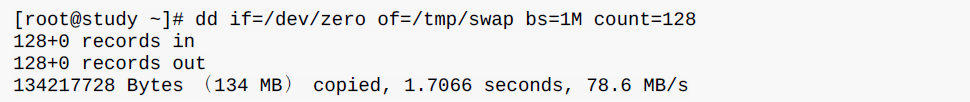 [root@study ~]# dd if=/dev/zero of=/tmp/swap bs=1M count=128
128+0 records in
128+0 records out
134217728 Bytes （134 MB） copied, 1.7066 seconds, 78.6 MB/s